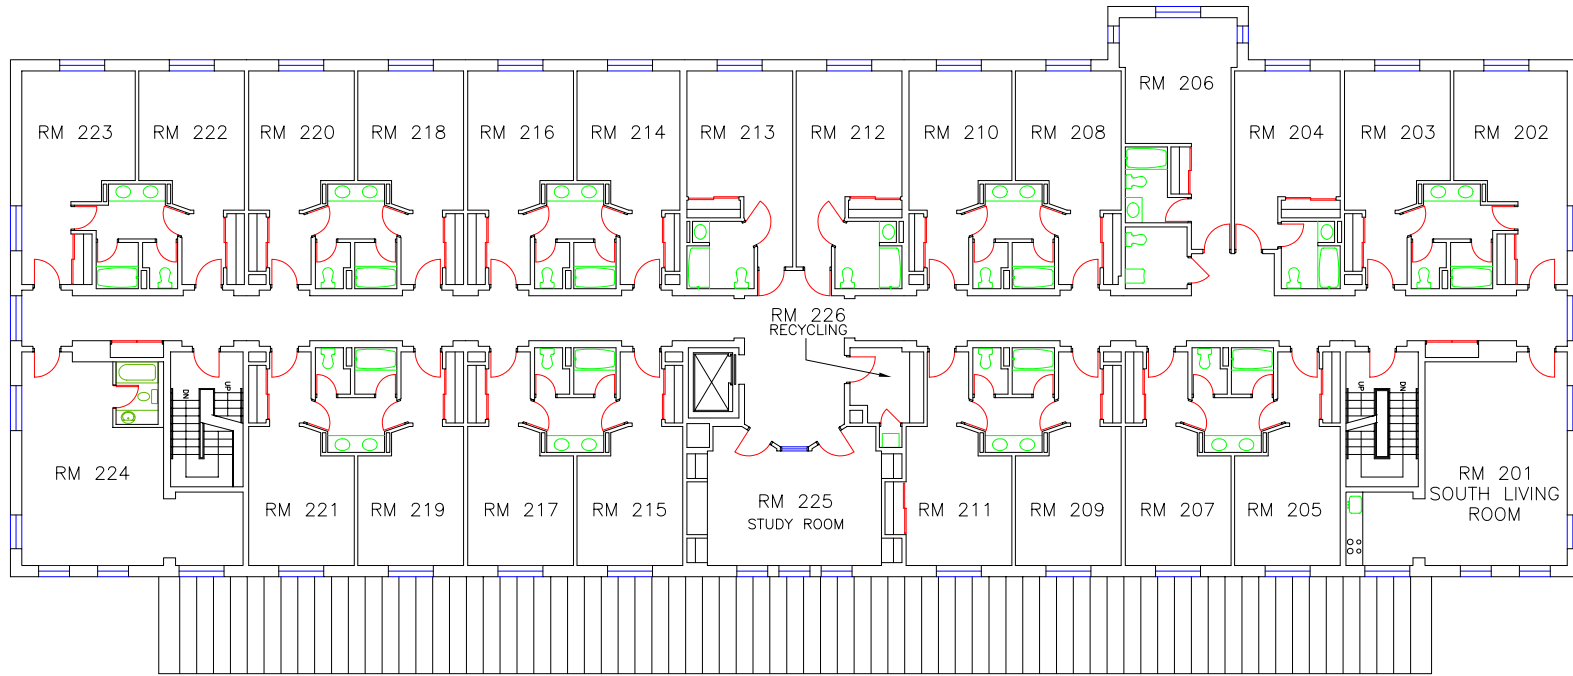 RM 206
RM 223
RM 222
RM 220
RM 218
RM 216
RM 214
RM 213
RM 212
RM 210
RM 208
RM 204
RM 203
RM 202
RM 226
RECYCLING
DN
UP
UP
DN
RM 224
RM 221
RM 219
RM 217
RM 215
RM 225
STUDY ROOM
RM 211
RM 209
RM 207
RM 205
RM 201
SOUTH LIVING
ROOM